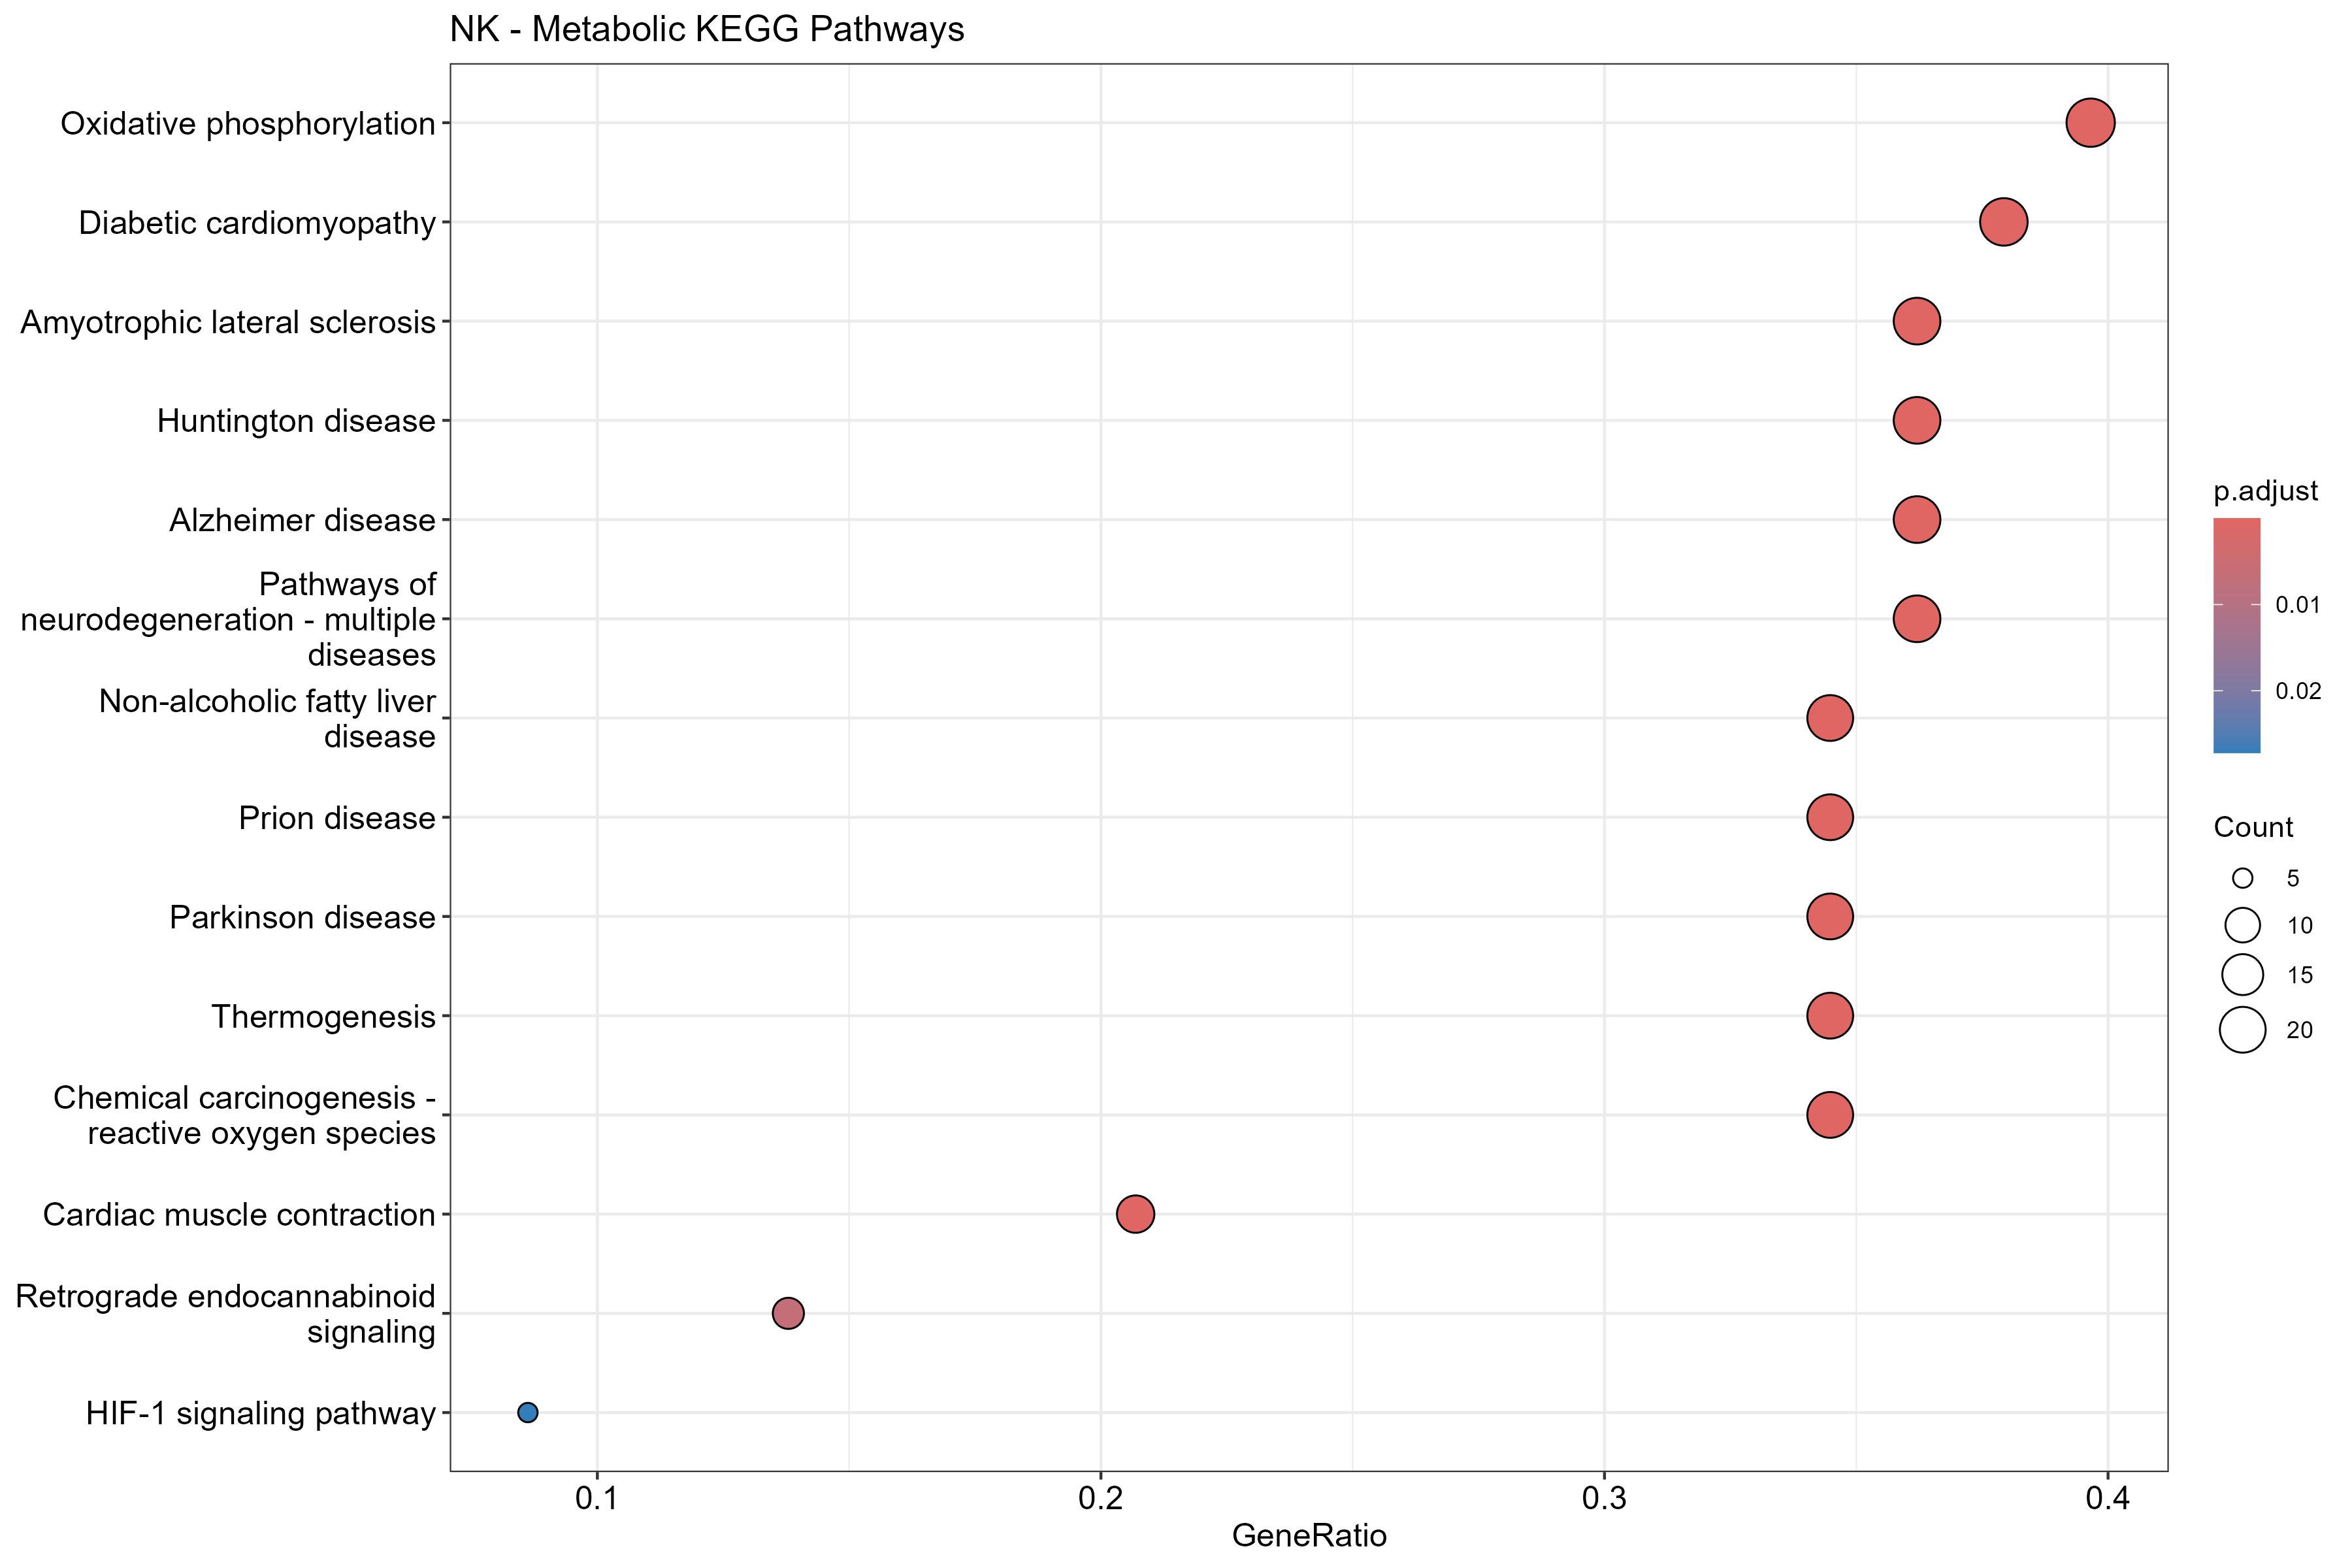 NK - Metabolic KEGG Pathways
Oxidative phosphorylation
Diabetic cardiomyopathy
Amyotrophic lateral sclerosis
Huntington disease
Alzheimer disease
Pathways of
neurodegeneration - multiple
diseases
Non-alcoholic fatty liver
disease
Prion disease
Parkinson disease
Thermogenesis
Chemical carcinogenesis -
reactive oxygen species
Cardiac muscle contraction
Retrograde endocannabinoid
signaling
HIF-1 signaling pathway
0.1 0.2 0.3 0.4
GeneRatio
p.adjust
0.01
0.02
Count
5
10
15
20